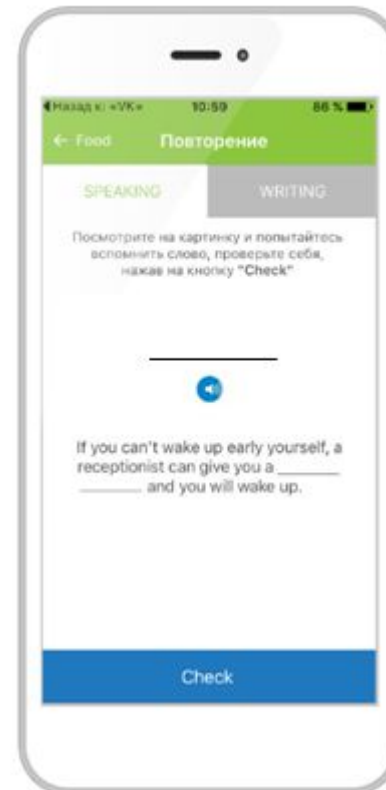 Назад к: «VK» 10:59 86 %
← Food Повторение
SPEAKING WRITING
Посмотрите на картинку и попытайтесь
вспомнить слово, проверьте себя,
нажав на кнопку "Check"
If you can't wake up early yourself, a
receptionist can give you a ______
______ and you will wake up.
Check